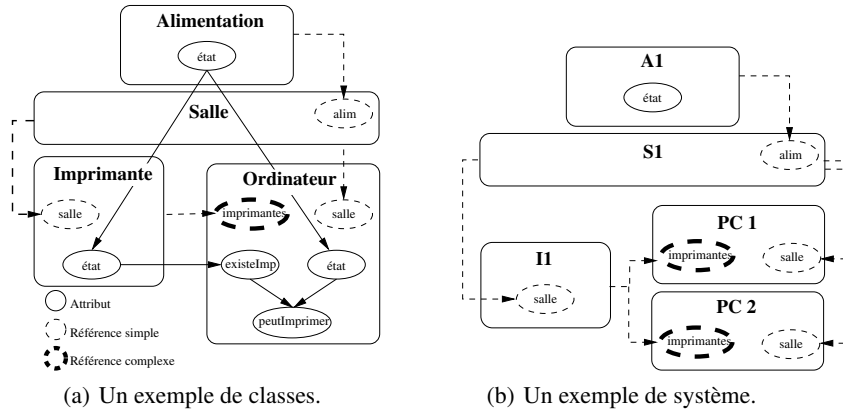 Alimentation
état
Salle
alim
Imprimante
salle
état
Ordinateur
imprimantes
salle
existeImp
état
peutImprimer
Attribut
Référence simple
Référence complexe
(a) Un exemple de classes.
A1
état
S1
alim
I1
salle
PC 1
imprimantes
salle
PC 2
imprimantes
salle
(b) Un exemple de système.